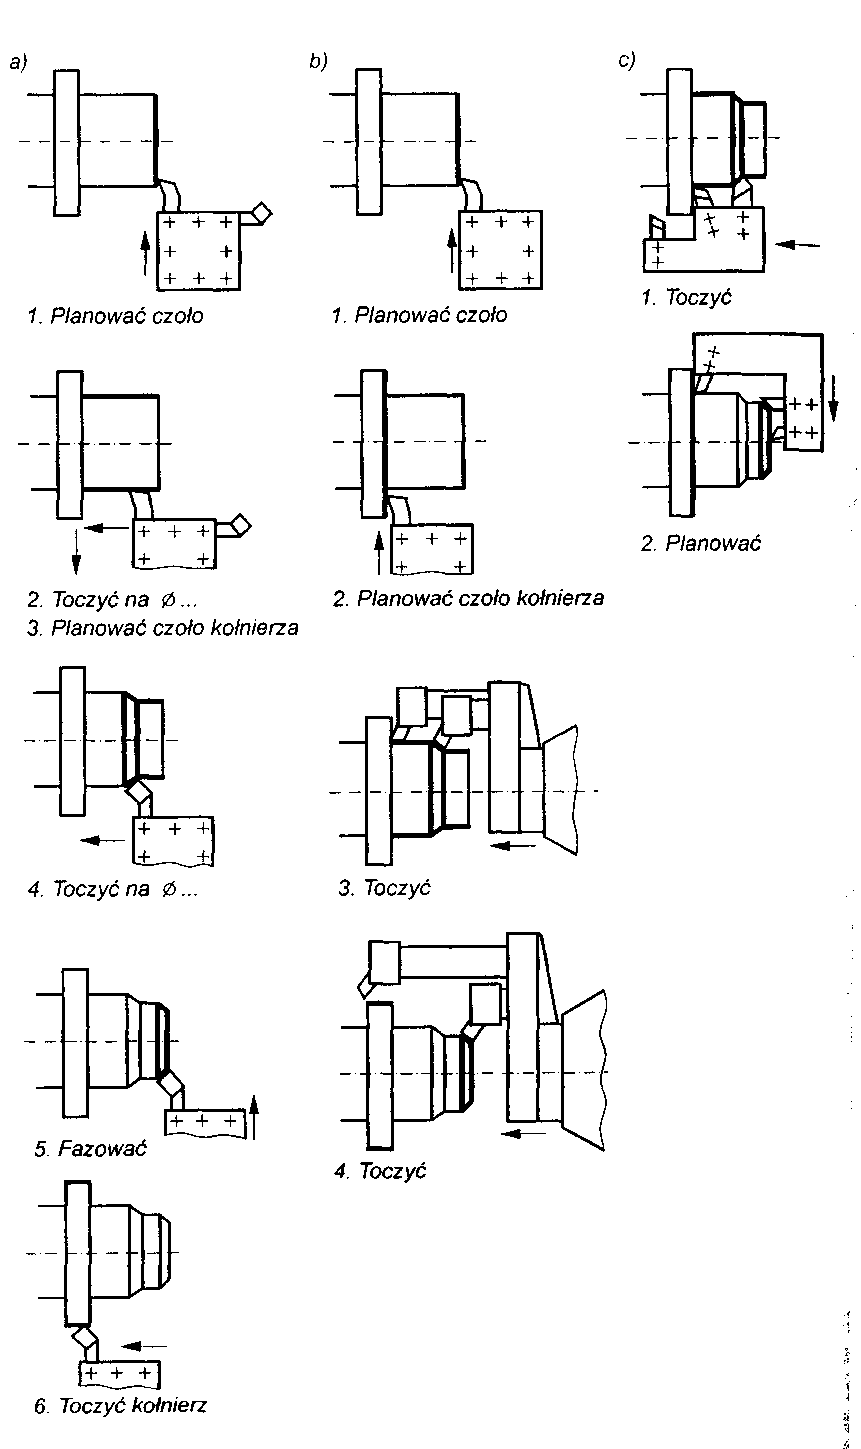 a)
1. Planować czoło
2. Toczyć na ∅...
3. Planować czoło kołnierza
4. Toczyć na ∅...
5. Fazować
6. Toczyć kołnierz
b)
1. Planować czoło
2. Planować czoło kołnierza
3. Toczyć
4. Toczyć
c)
1. Toczyć
2. Planować